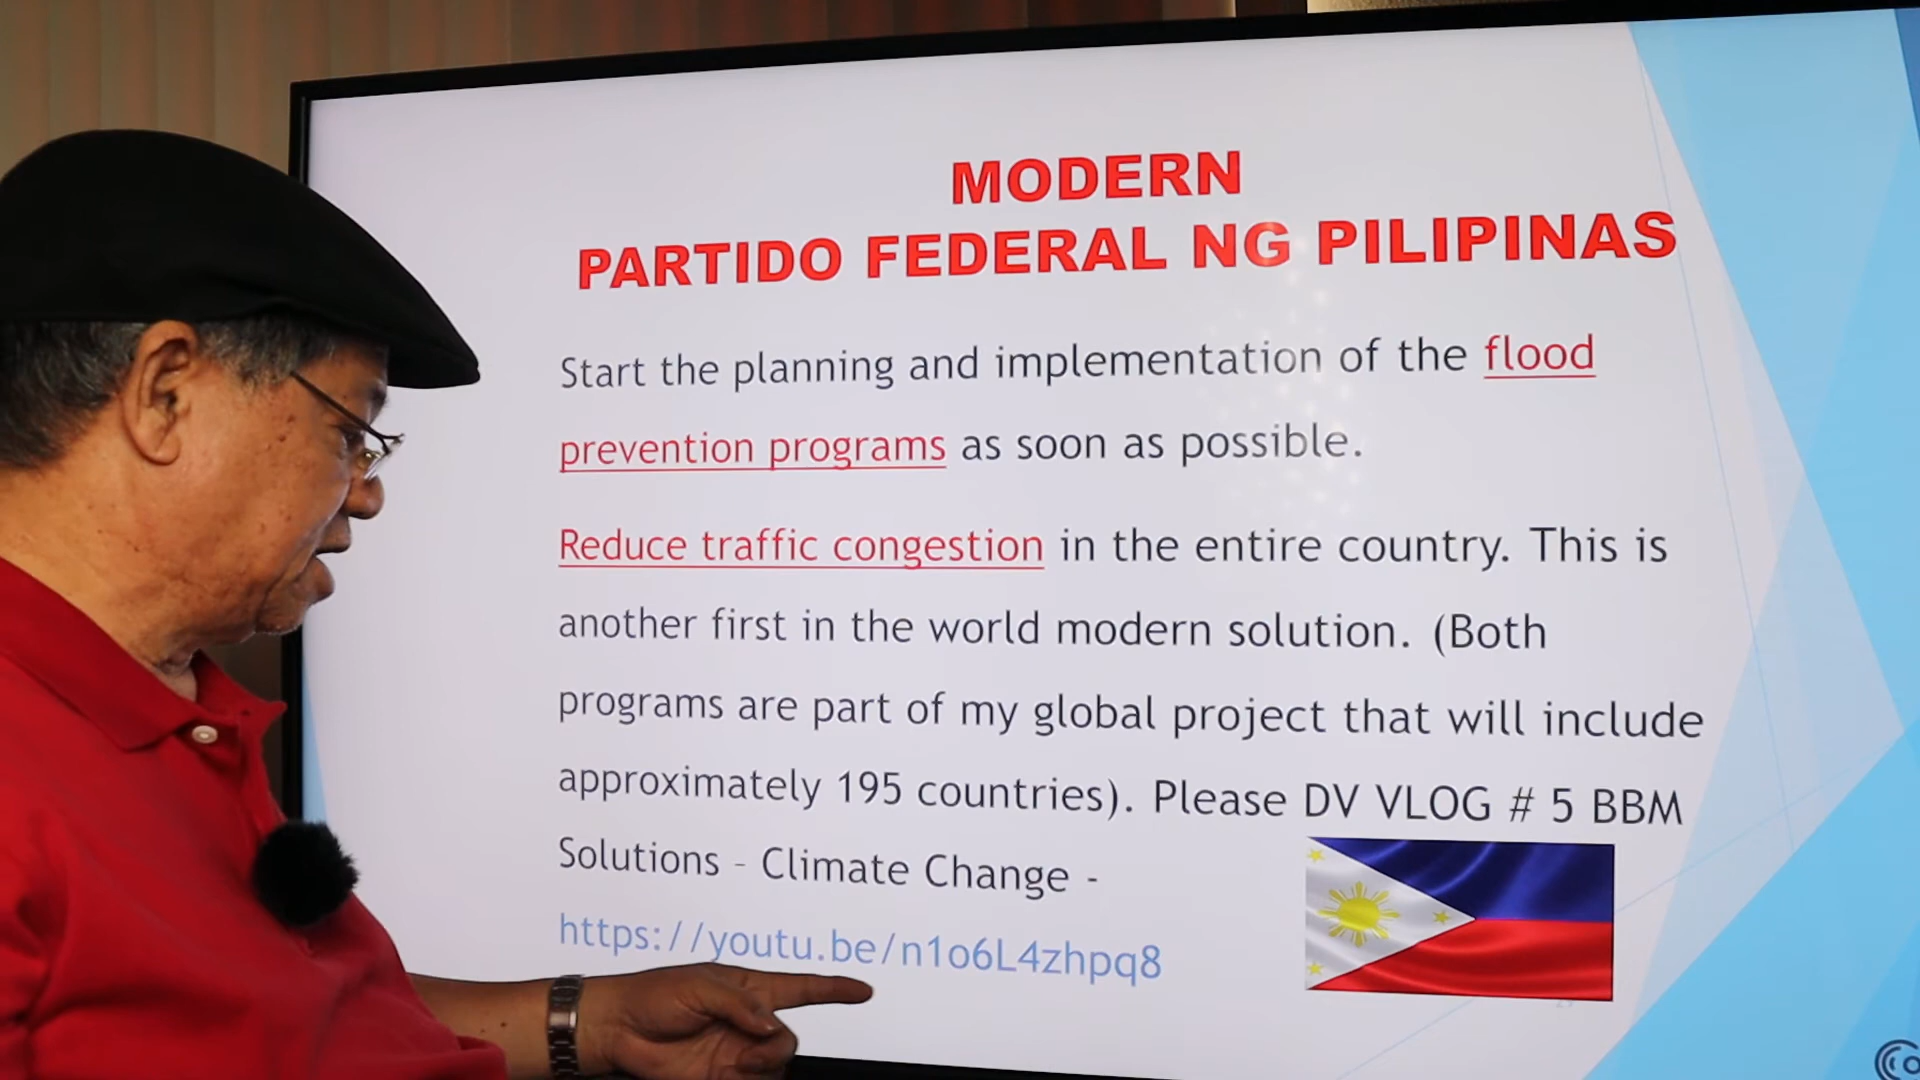 MODERN
PARTIDO FEDERAL NG PILIPINAS
Start the planning and implementation of the flood
prevention programs as soon as possible.
Reduce traffic congestion in the entire country. This is
another first in the world modern solution. (Both
programs are part of my global project that will include
approximately 195 countries). Please DV VLOG # 5 BBM
Solutions – Climate Change -
https://youtu.be/n1o6L4zhpq8